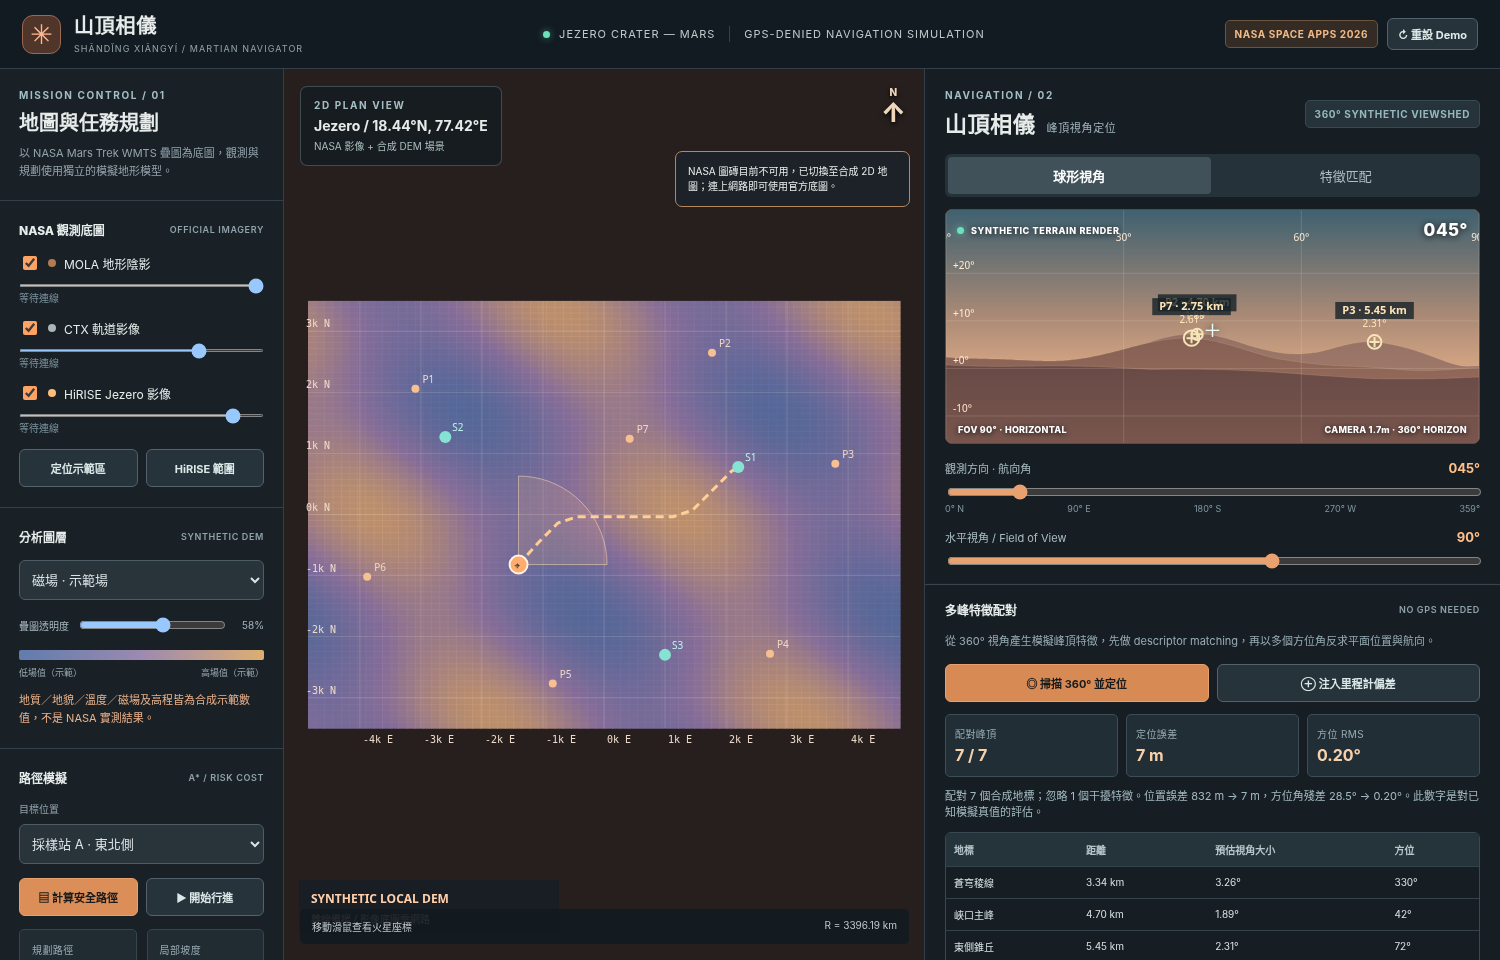 山頂相儀
SHĀNDǏNG XIÀNGYÍ / MARTIAN NAVIGATOR
JEZERO CRATER — MARS
GPS-DENIED NAVIGATION SIMULATION
NASA SPACE APPS 2026
↻ 重設 Demo
MISSION CONTROL / 01
地圖與任務規劃
以 NASA Mars Trek WMTS 疊圖為底圖，觀測與
規劃使用獨立的模擬地形模型。
NASA 觀測底圖
OFFICIAL IMAGERY
MOLA 地形陰影
等待連線
CTX 軌道影像
等待連線
HiRISE Jezero 影像
等待連線
定位示範區
HiRISE 範圍
分析圖層
SYNTHETIC DEM
磁場 · 示範場
疊圖透明度
58%
低場值（示範）
高場值（示範）
地質／地貌／溫度／磁場及高程皆為合成示範數
值，不是 NASA 實測結果。
路徑模擬
A* / RISK COST
目標位置
採樣站 A · 東北側
▤ 計算安全路徑
▶ 開始行進
規劃路徑
局部坡度
2D PLAN VIEW
Jezero / 18.44°N, 77.42°E
NASA 影像 + 合成 DEM 場景
N
NASA 圖磚目前不可用，已切換至合成 2D 地
圖；連上網路即可使用官方底圖。
3k N
2k N
1k N
0k N
-1k N
-2k N
-3k N
P1
P2
P3
P4
P5
P6
P7
S1
S2
S3
-4k E
-3k E
-2k E
-1k E
0k E
1k E
2k E
3k E
4k E
SYNTHETIC LOCAL DEM
移動滑鼠查看火星座標
R = 3396.19 km
NAVIGATION / 02
山頂相儀
峰頂視角定位
360° SYNTHETIC VIEWSHED
球形視角
特徵匹配
SYNTHETIC TERRAIN RENDER
045°
30°
60°
+20°
+10°
+0°
-10°
P7 · 2.75 km
P3 · 5.45 km
2.31°
FOV 90° · HORIZONTAL
CAMERA 1.7m · 360° HORIZON
觀測方向 · 航向角
045°
0° N
90° E
180° S
270° W
359°
水平視角 / Field of View
90°
多峰特徵配對
NO GPS NEEDED
從 360° 視角產生模擬峰頂特徵，先做 descriptor matching，再以多個方位角反求平面位置與航向。
◎ 掃描 360° 並定位
⊕ 注入里程計偏差
配對峰頂
7 / 7
定位誤差
7 m
方位 RMS
0.20°
配對 7 個合成地標；忽略 1 個干擾特徵。位置誤差 832 m → 7 m，方位角殘差 28.5° → 0.20°。此數字是對已
知模擬真值的評估。
地標
距離
預估視角大小
方位
蒼穹稜線
3.34 km
3.26°
330°
峽口主峰
4.70 km
1.89°
42°
東側錐丘
5.45 km
2.31°
72°